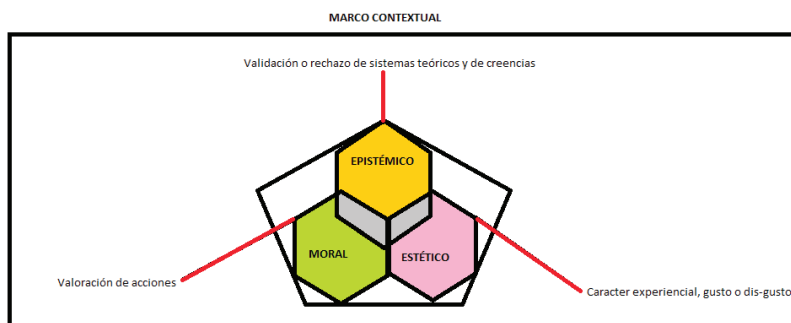 MARCO CONTEXTUAL
Validación o rechazo de sistemas teóricos y de creencias
EPISTÉMICO
MORAL
ESTÉTICO
Valoración de acciones
Caracter experiencial, gusto o dis-gusto